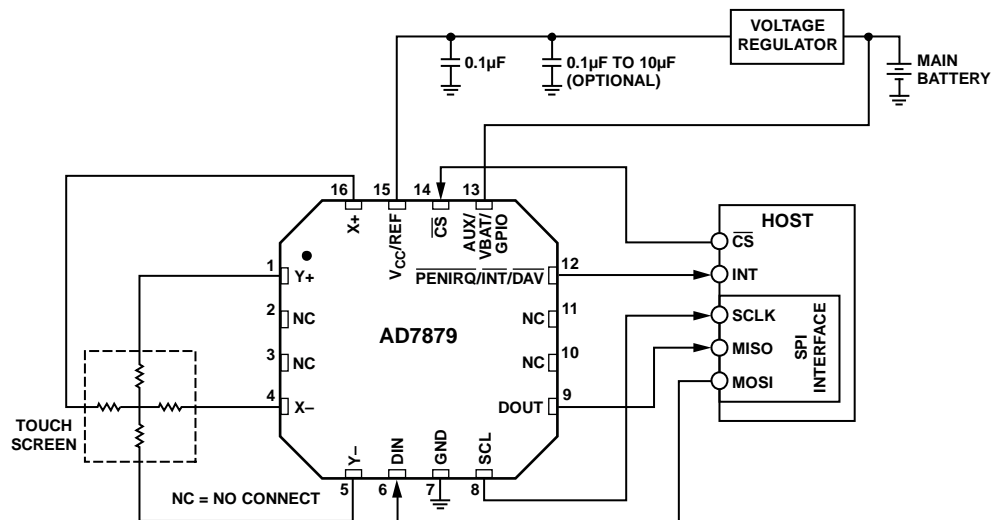 VOLTAGE
REGULATOR
0.1µF
0.1µF TO 10µF
(OPTIONAL)
MAIN
BATTERY
16
15
14
13
X+
VCC/REF
CS
AUX/
VBAT/
GPIO
HOST
CS
INT
SCLK
MISO
MOSI
SPI
INTERFACE
1
Y+
2
NC
3
NC
4
X–
AD7879
PENIRQ/INT/DAV
12
NC
11
NC
10
DOUT
9
TOUCH
SCREEN
Y–
DIN
GND
SCL
5
6
7
8
NC = NO CONNECT